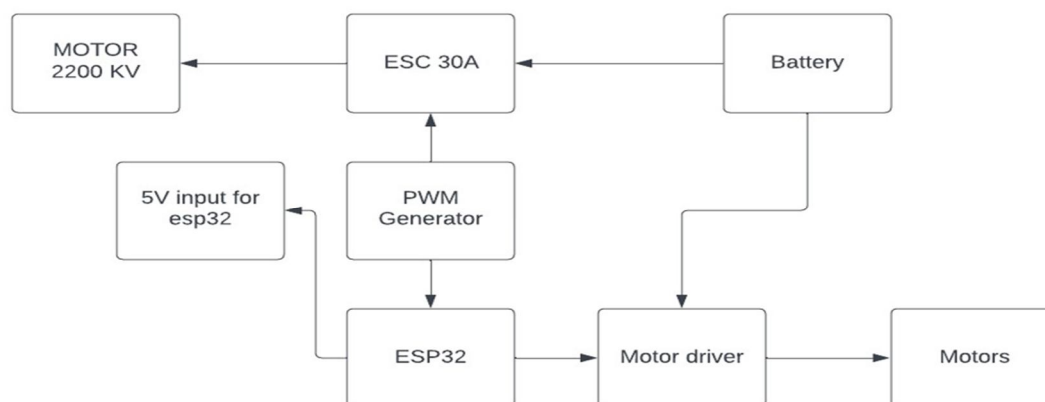 MOTOR
2200 KV
ESC 30A
Battery
5V input for
esp32
PWM
Generator
ESP32
Motor driver
Motors